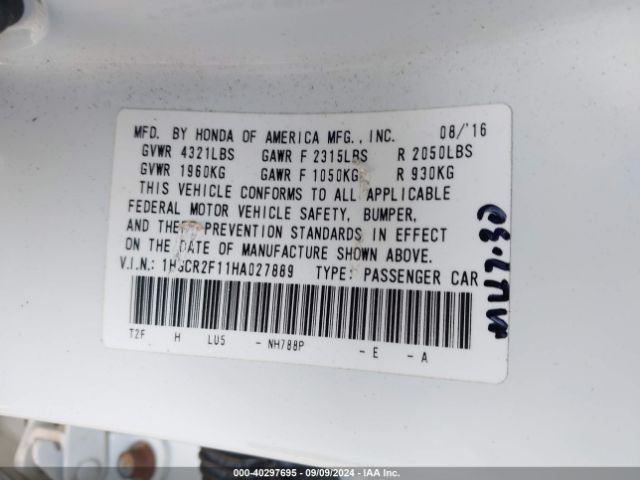 MFD. BY HONDA OF AMERICA MFG., INC. 08/'16
GVWR 4321LBS GAWR F 2315LBS R 2050LBS
GVWR 1960KG GAWR F 1050KG R 930KG
THIS VEHICLE CONFORMS TO ALL APPLICABLE
FEDERAL MOTOR VEHICLE SAFETY, BUMPER,
AND THEFT PREVENTION STANDARDS IN EFFECT
ON THE DATE OF MANUFACTURE SHOWN ABOVE.
V.I.N.: 1HGCR2F11HA027889 TYPE: PASSENGER CAR
T2F H LU5 - NH788P - E - A
000-40297695 - 09/09/2024 - IAAI